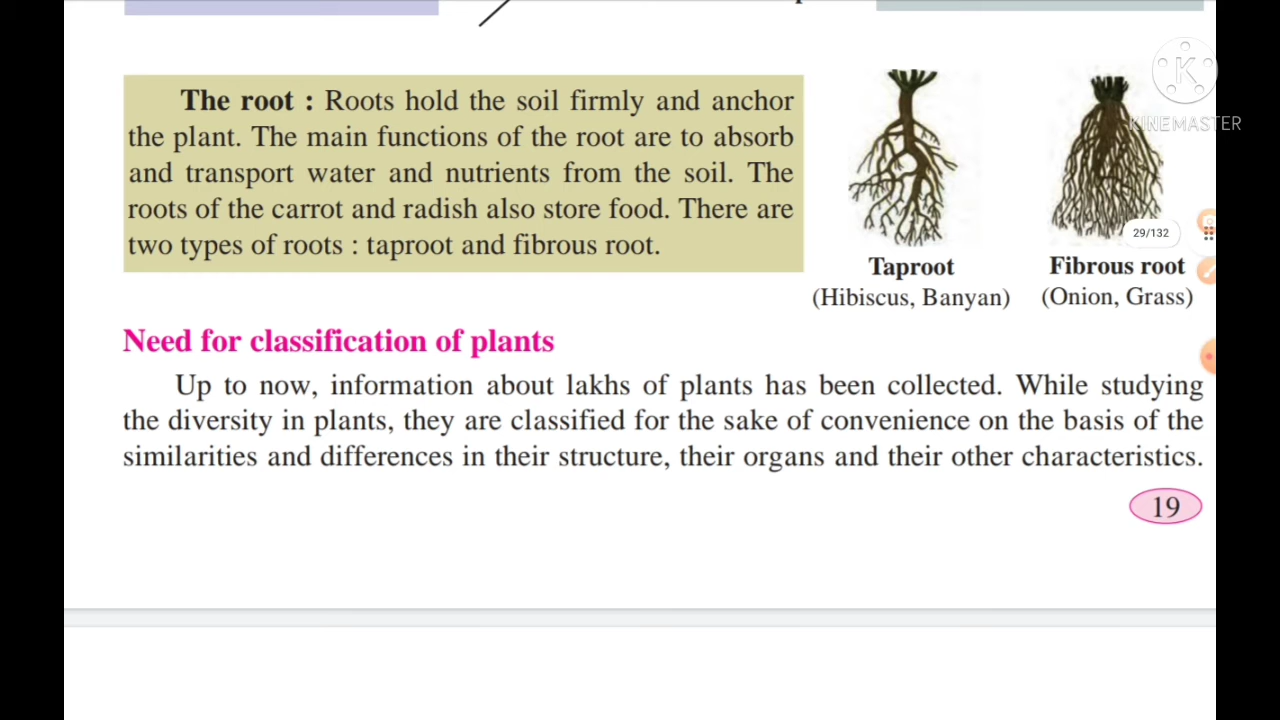 The root : Roots hold the soil firmly and anchor
the plant. The main functions of the root are to absorb
and transport water and nutrients from the soil. The
roots of the carrot and radish also store food. There are
two types of roots : taproot and fibrous root.
K
KINEMASTER
29/132
Taproot
(Hibiscus, Banyan)
Fibrous root
(Onion, Grass)
Need for classification of plants
Up to now, information about lakhs of plants has been collected. While studying
the diversity in plants, they are classified for the sake of convenience on the basis of the
similarities and differences in their structure, their organs and their other characteristics.
19